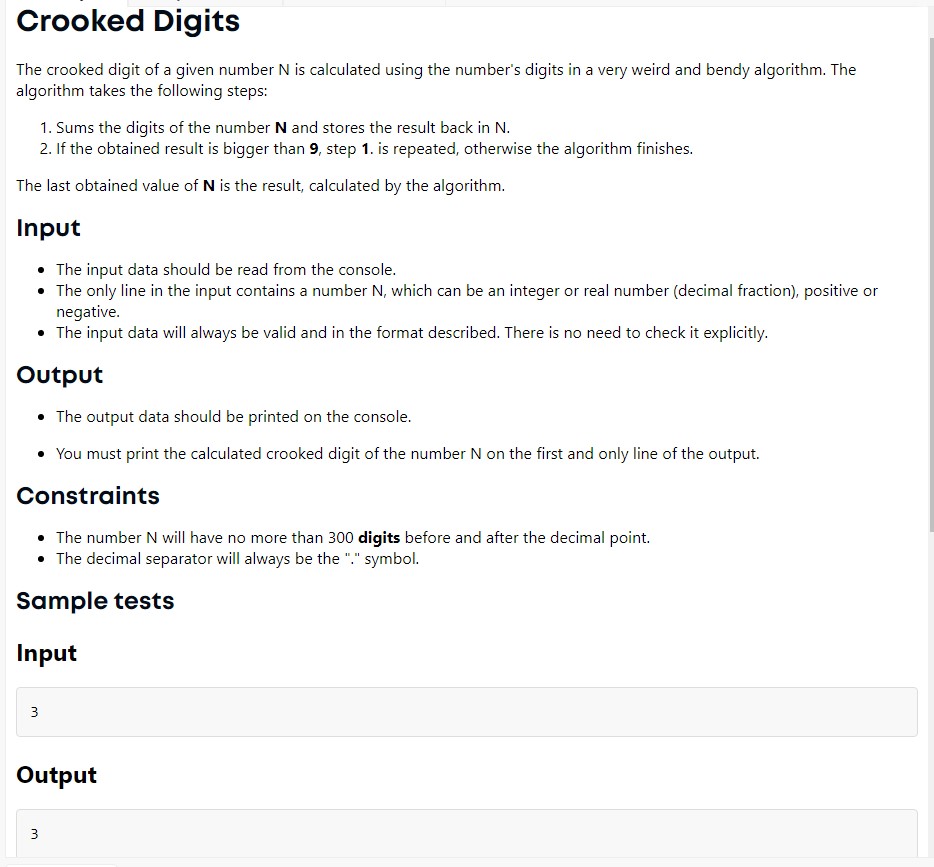 Crooked Digits
The crooked digit of a given number N is calculated using the number's digits in a very weird and bendy algorithm. The
algorithm takes the following steps:
1. Sums the digits of the number N and stores the result back in N.
2. If the obtained result is bigger than 9, step 1. is repeated, otherwise the algorithm finishes.
The last obtained value of N is the result, calculated by the algorithm.
Input
• The input data should be read from the console.
• The only line in the input contains a number N, which can be an integer or real number (decimal fraction), positive or
negative.
• The input data will always be valid and in the format described. There is no need to check it explicitly.
Output
• The output data should be printed on the console.
• You must print the calculated crooked digit of the number N on the first and only line of the output.
Constraints
• The number N will have no more than 300 digits before and after the decimal point.
• The decimal separator will always be the "." symbol.
Sample tests
Input
3
Output
3